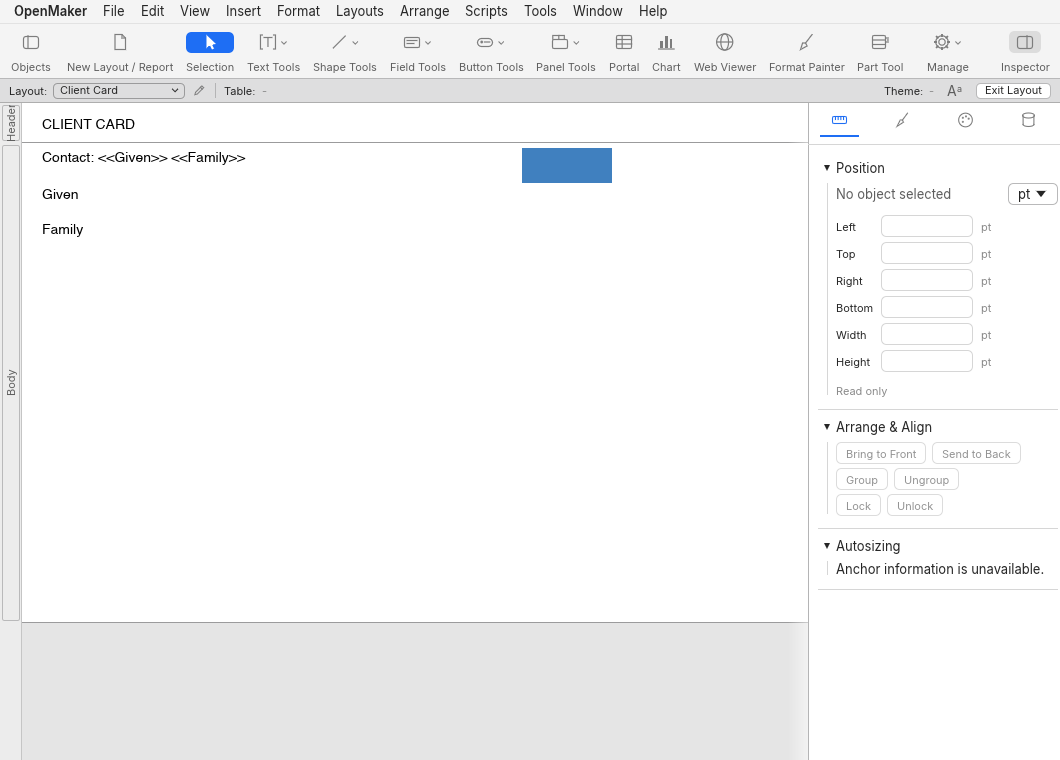 OpenMaker File Edit View Insert Format Layouts Arrange Scripts Tools Window Help
Objects New Layout / Report Selection Text Tools Shape Tools Field Tools Button Tools Panel Tools Portal Chart Web Viewer Format Painter Part Tool Manage Inspector
Layout: Client Card Table: - Theme: - Aa Exit Layout
Header
CLIENT CARD
Body
Contact: <<Given>> <<Family>>
Given
Family
Position
No object selected pt
Left pt
Top pt
Right pt
Bottom pt
Width pt
Height pt
Read only
Arrange & Align
Bring to Front Send to Back
Group Ungroup
Lock Unlock
Autosizing
Anchor information is unavailable.